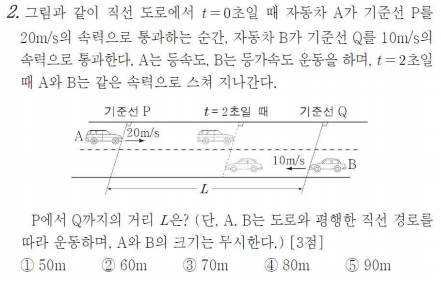 2. 그림과 같이 직선 도로에서 t=0초일 때 자동차 A가 기준선 P를
20m/s의 속력으로 통과하는 순간, 자동차 B가 기준선 Q를 10m/s의
속력으로 통과한다. A는 등속도, B는 등가속도 운동을 하며, t=2초일
때 A와 B는 같은 속력으로 스쳐 지나간다.
기준선 P t=2초일 때 기준선 Q
A 20m/s
10m/s B
L
P에서 Q까지의 거리 L은? (단, A, B는 도로와 평행한 직선 경로를
따라 운동하며, A와 B의 크기는 무시한다.) [3점]
① 50m ② 60m ③ 70m ④ 80m ⑤ 90m